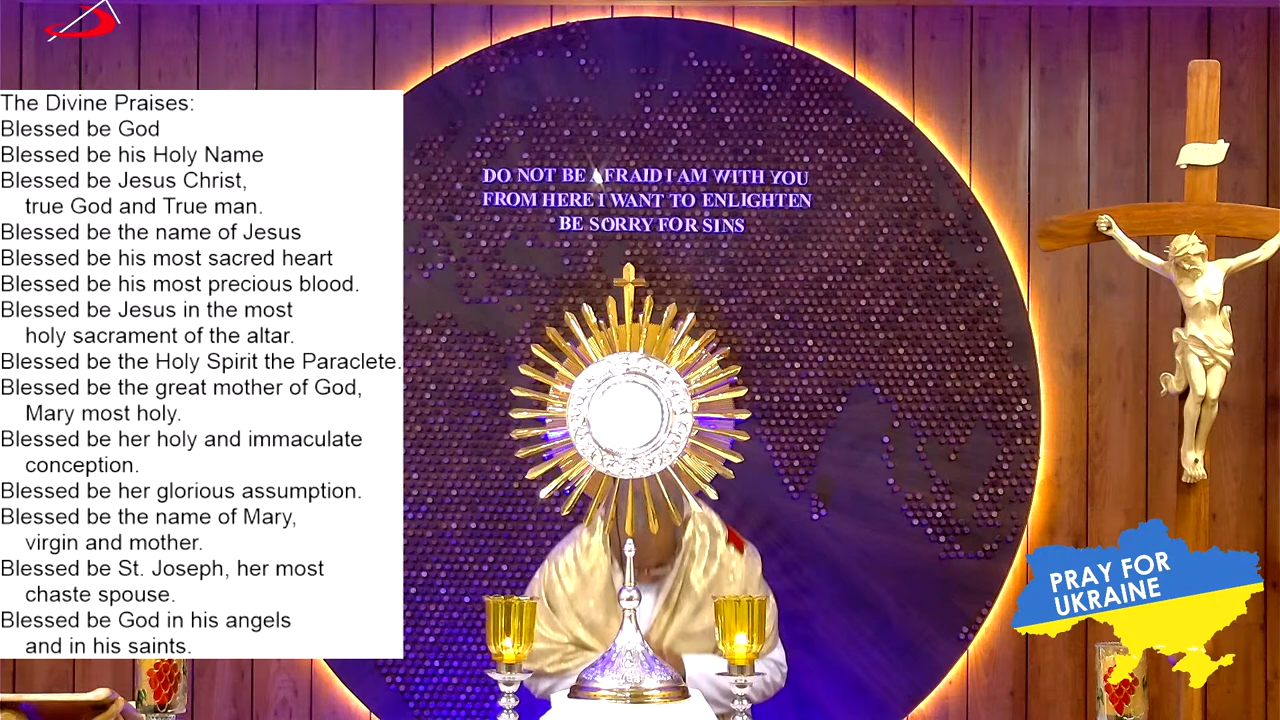 The Divine Praises:
Blessed be God
Blessed be his Holy Name
Blessed be Jesus Christ,
true God and True man.
Blessed be the name of Jesus
Blessed be his most sacred heart
Blessed be his most precious blood.
Blessed be Jesus in the most
holy sacrament of the altar.
Blessed be the Holy Spirit the Paraclete.
Blessed be the great mother of God,
Mary most holy.
Blessed be her holy and immaculate
conception.
Blessed be her glorious assumption.
Blessed be the name of Mary,
virgin and mother.
Blessed be St. Joseph, her most
chaste spouse.
Blessed be God in his angels
and in his saints.
DO NOT BE AFRAID I AM WITH YOU
FROM HERE I WANT TO ENLIGHTEN
BE SORRY FOR SINS
PRAY FOR
UKRAINE